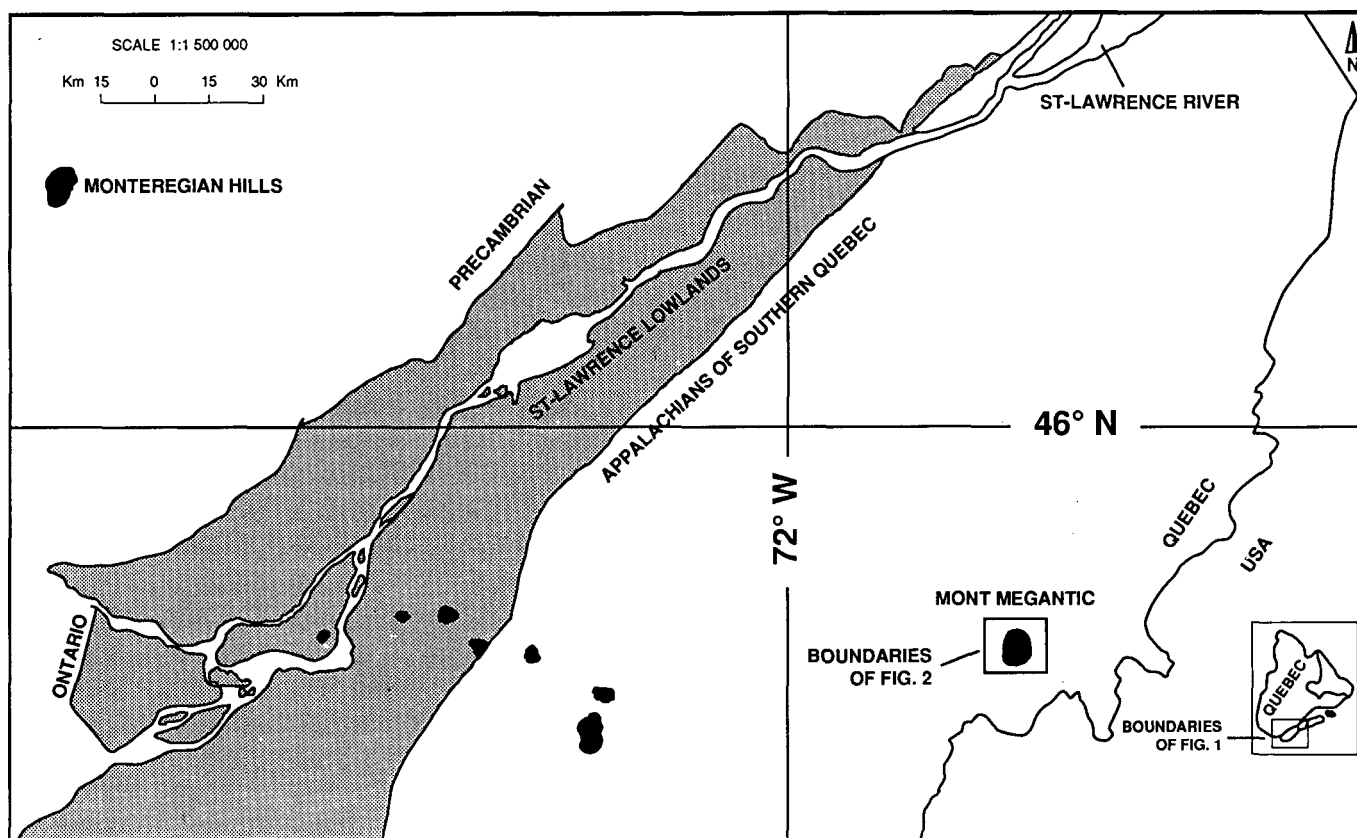 SCALE 1:1 500 000
Km 15 0 15 30 Km
MONTEREGIAN HILLS
N
ST-LAWRENCE RIVER
PRECAMBRIAN
ST-LAWRENCE LOWLANDS
APPALACHIANS OF SOUTHERN QUEBEC
46° N
72° W
QUEBEC
USA
ONTARIO
MONT MEGANTIC
BOUNDARIES
OF FIG. 2
QUEBEC
BOUNDARIES
OF FIG. 1